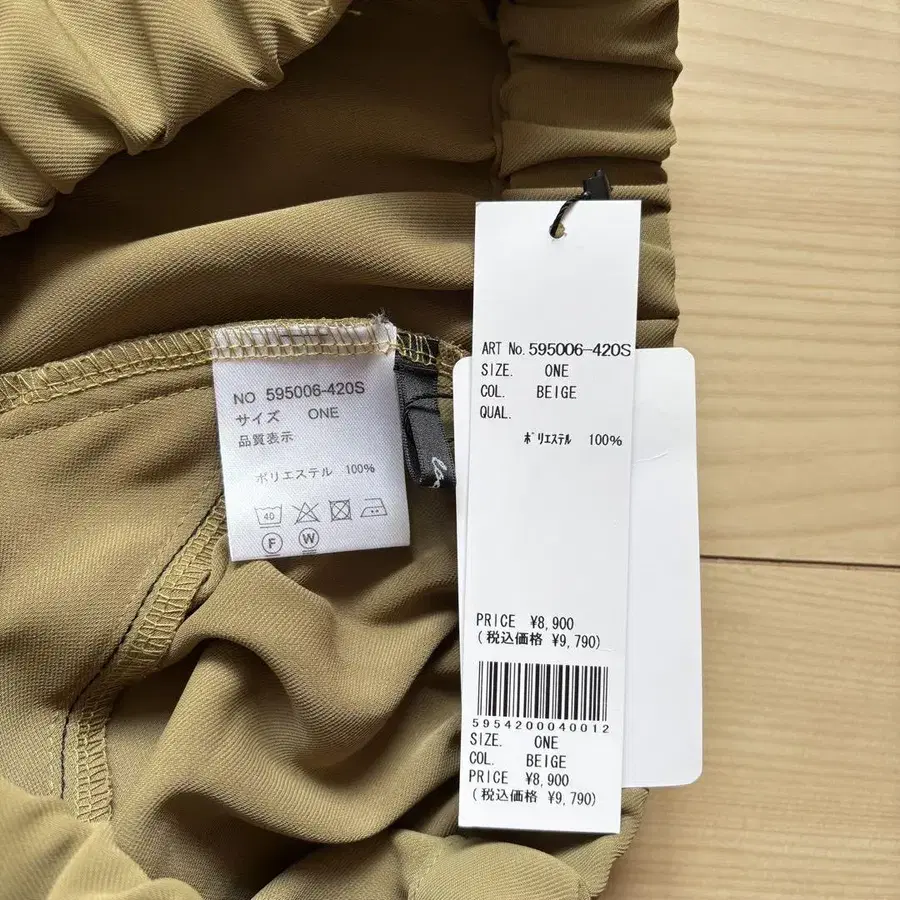 NO 595006-420S
サイズ ONE
品質表示
ポリエステル 100%
40
F W
ART No. 595006-420S
SIZE. ONE
COL. BEIGE
QUAL.
ﾎﾟﾘｴｽﾃﾙ 100%
PRICE ¥8,900
(税込価格 ¥9,790)
5954200040012
SIZE. ONE
COL. BEIGE
PRICE ¥8,900
(税込価格 ¥9,790)